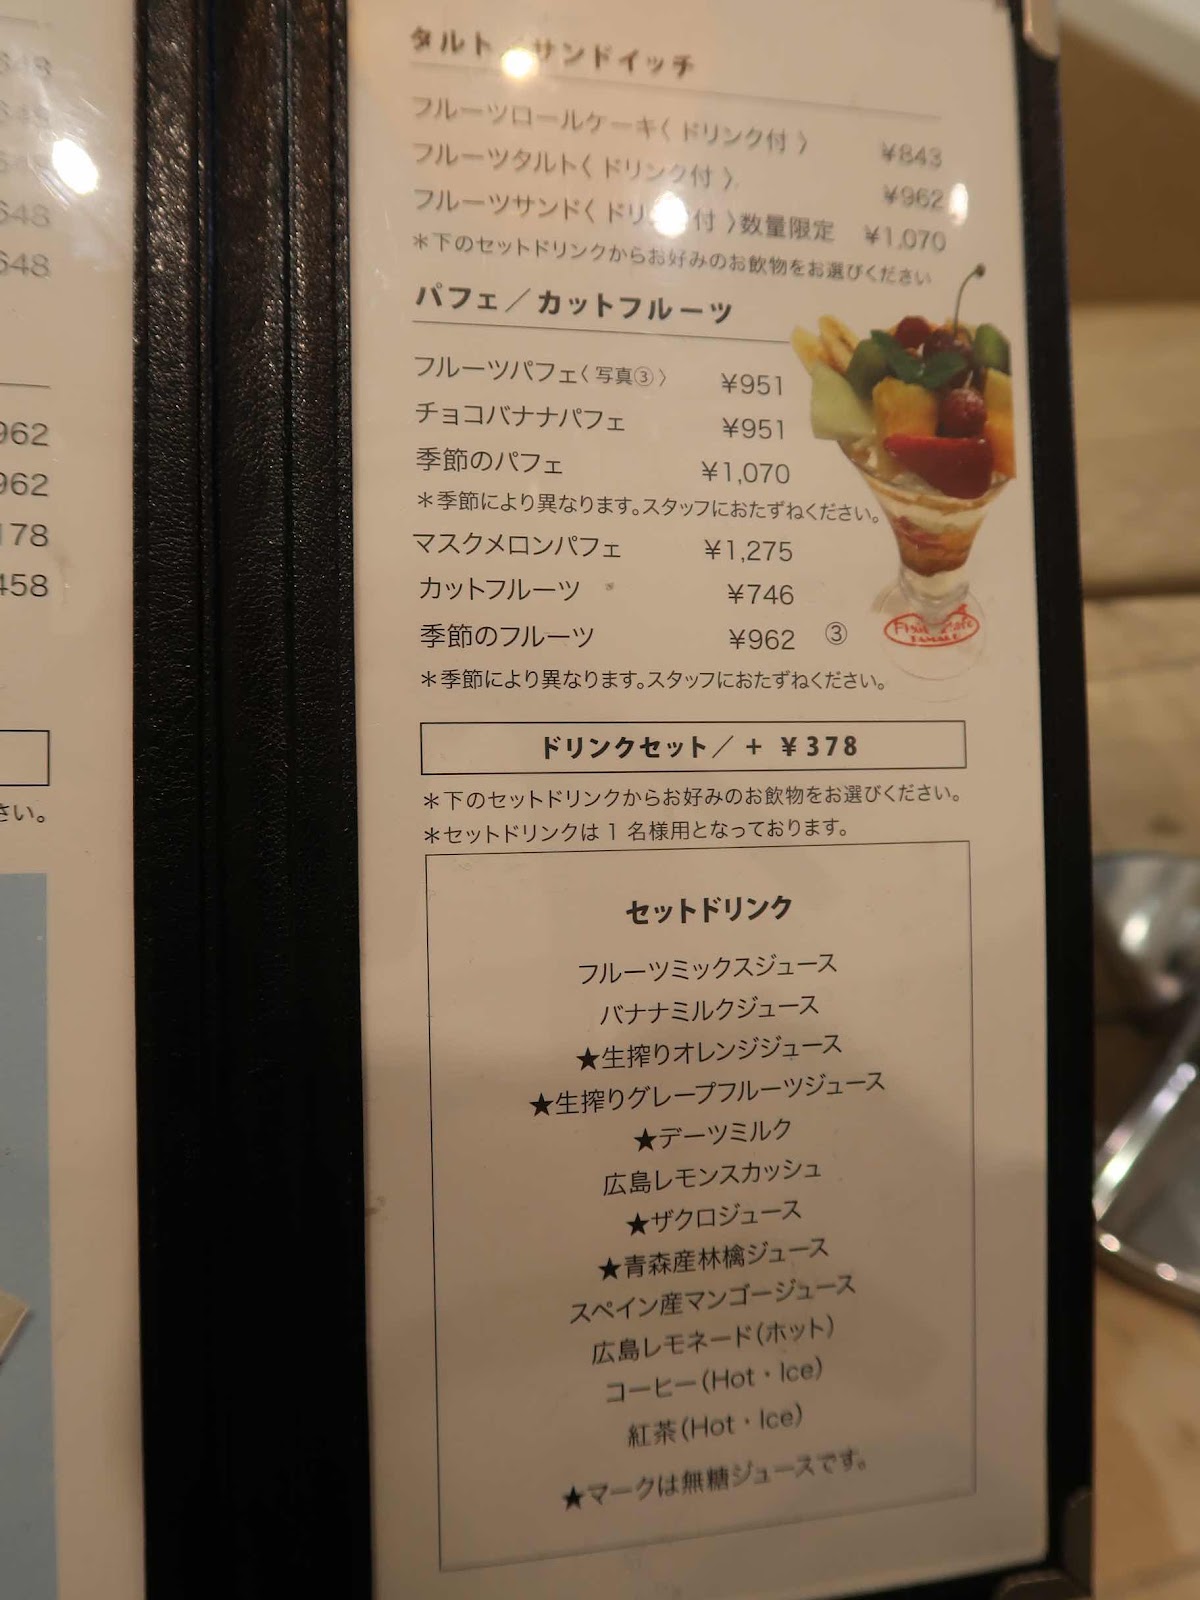 648
648
648
648
648
962
962
178
458
さい。
タルト／サンドイッチ
フルーツロールケーキ〈ドリンク付〉 ¥843
フルーツタルト〈ドリンク付〉 ¥962
フルーツサンド〈ドリンク付〉数量限定 ¥1,070
＊下のセットドリンクからお好みのお飲物をお選びください
パフェ／カットフルーツ
フルーツパフェ〈写真③〉 ¥951
チョコバナナパフェ ¥951
季節のパフェ ¥1,070
＊季節により異なります。スタッフにおたずねください。
マスクメロンパフェ ¥1,275
カットフルーツ ¥746
季節のフルーツ ¥962 ③
＊季節により異なります。スタッフにおたずねください。
ドリンクセット／ + ¥378
＊下のセットドリンクからお好みのお飲物をお選びください。
＊セットドリンクは 1 名様用となっております。
セットドリンク
フルーツミックスジュース
バナナミルクジュース
★生搾りオレンジジュース
★生搾りグレープフルーツジュース
★デーツミルク
広島レモンスカッシュ
★ザクロジュース
★青森産林檎ジュース
スペイン産マンゴージュース
広島レモネード(ホット)
コーヒー(Hot・Ice)
紅茶(Hot・Ice)
★マークは無糖ジュースです。